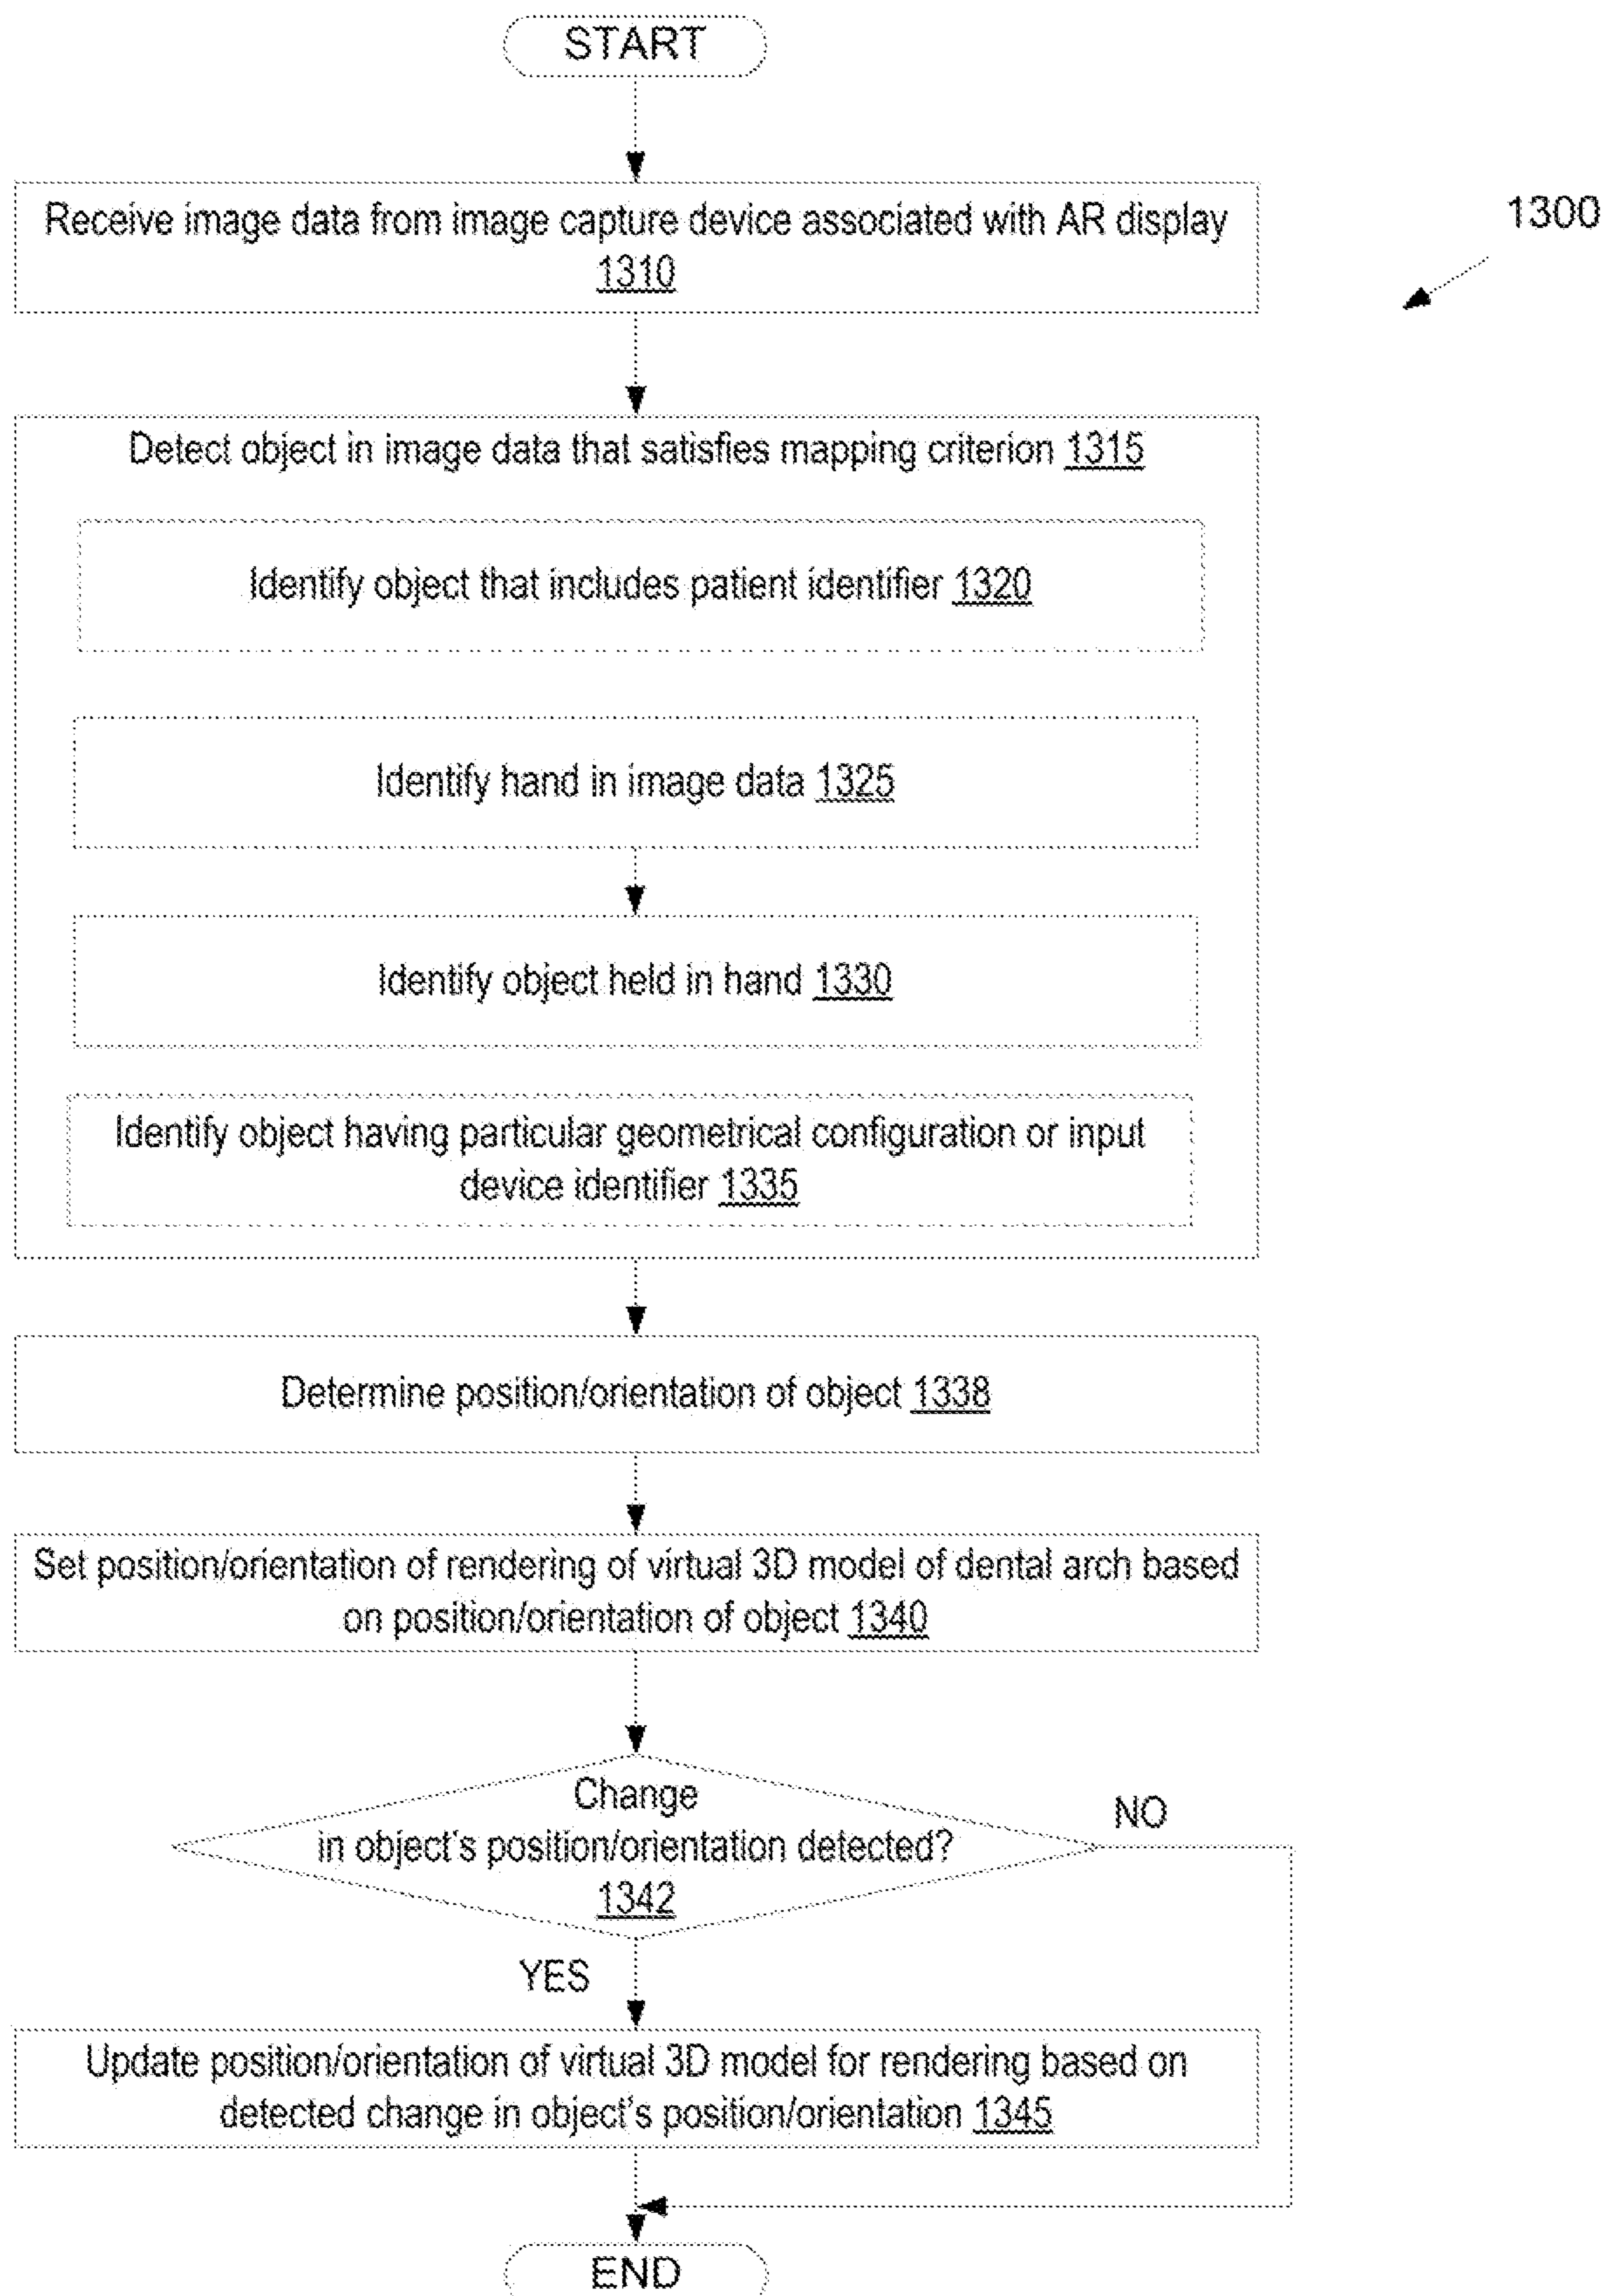 START
Receive image data from image capture device associated with AR display
1310
1300
Detect object in image data that satisfies mapping criterion 1315
Identify object that includes patient identifier 1320
Identify hand in image data 1325
Identify object held in hand 1330
Identify object having particular geometrical configuration or input
device identifier 1335
Determine position/orientation of object 1338
Set position/orientation of rendering of virtual 3D model of dental arch based
on position/orientation of object 1340
Change
in object's position/orientation detected?
1342
NO
YES
Update position/orientation of virtual 3D model for rendering based on
detected change in object's position/orientation 1345
END